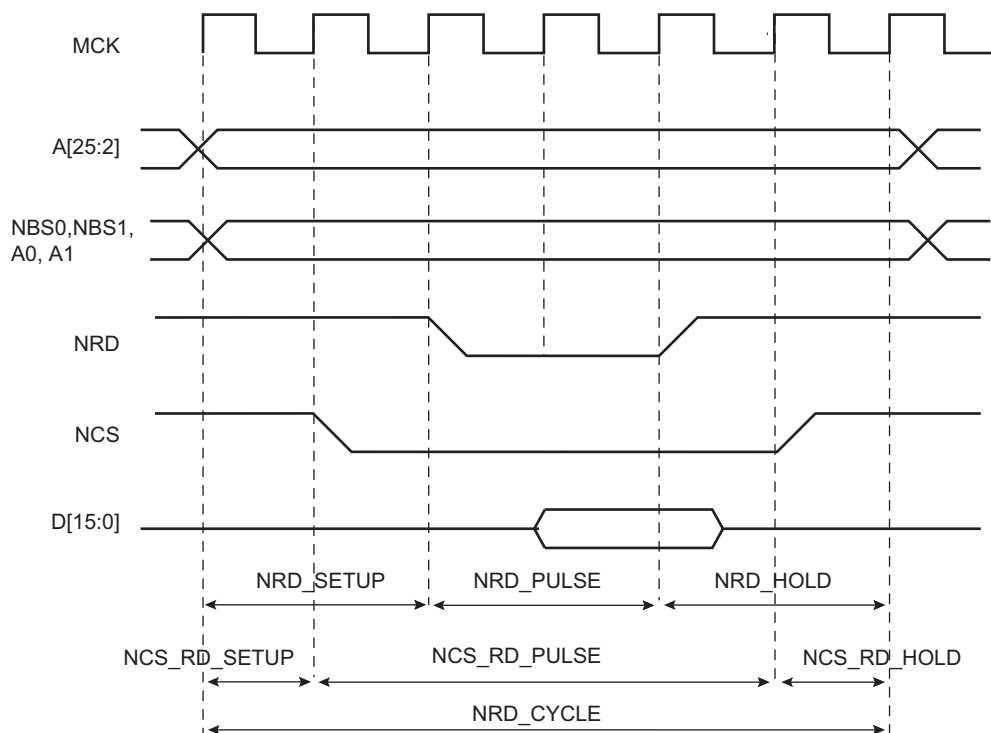 MCK
A[25:2]
NBS0,NBS1,
A0, A1
NRD
NCS
D[15:0]
NRD_SETUP NRD_PULSE NRD_HOLD
NCS_RD_SETUP NCS_RD_PULSE NCS_RD_HOLD
NRD_CYCLE